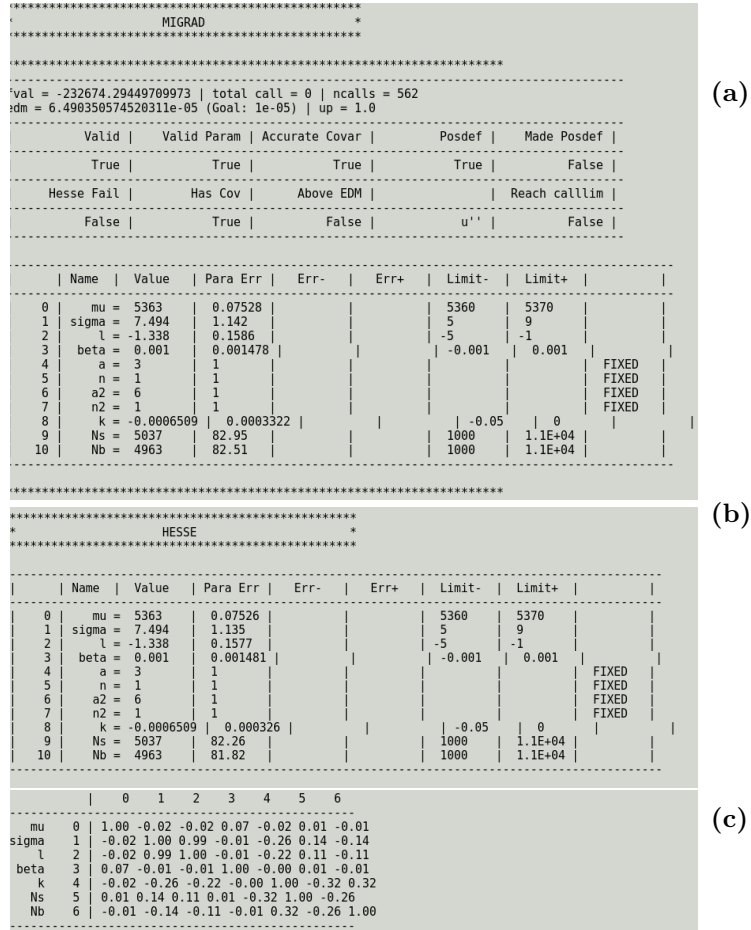 **************************************************
* MIGRAD *
**************************************************
**********************************************************************
---------------------------------------------------------------------------------------
fval = -232674.29449709973 | total call = 0 | ncalls = 562
edm = 6.490350574520311e-05 (Goal: 1e-05) | up = 1.0
(a)
---------------------------------------------------------------------------------------
| Valid | Valid Param | Accurate Covar | Posdef | Made Posdef |
---------------------------------------------------------------------------------------
| True | True | True | True | False |
---------------------------------------------------------------------------------------
| Hesse Fail | Has Cov | Above EDM | | Reach calllim |
---------------------------------------------------------------------------------------
| False | True | False | u'' | False |
---------------------------------------------------------------------------------------
----------------------------------------------------------------------------------------------
| | Name | Value | Para Err | Err- | Err+ | Limit- | Limit+ | |
----------------------------------------------------------------------------------------------
| 0 | mu = 5363 | 0.07528 | | | 5360 | 5370 | |
| 1 | sigma = 7.494 | 1.142 | | | 5 | 9 | |
| 2 | l = -1.338 | 0.1586 | | | -5 | -1 | |
| 3 | beta = 0.001 | 0.001478 | | | -0.001 | 0.001 | |
| 4 | a = 3 | 1 | | | | | FIXED |
| 5 | n = 1 | 1 | | | | | FIXED |
| 6 | a2 = 6 | 1 | | | | | FIXED |
| 7 | n2 = 1 | 1 | | | | | FIXED |
| 8 | k = -0.0006509 | 0.0003322 | | | -0.05 | 0 | |
| 9 | Ns = 5037 | 82.95 | | | 1000 | 1.1E+04 | |
| 10 | Nb = 4963 | 82.51 | | | 1000 | 1.1E+04 | |
----------------------------------------------------------------------------------------------
**********************************************************************
(b)
*************************************************
* HESSE *
*************************************************
--------------------------------------------------------------------------------------------
| | Name | Value | Para Err | Err- | Err+ | Limit- | Limit+ | |
--------------------------------------------------------------------------------------------
| 0 | mu = 5363 | 0.07526 | | | 5360 | 5370 | |
| 1 | sigma = 7.494 | 1.135 | | | 5 | 9 | |
| 2 | l = -1.338 | 0.1577 | | | -5 | -1 | |
| 3 | beta = 0.001 | 0.001481 | | | -0.001 | 0.001 | |
| 4 | a = 3 | 1 | | | | | FIXED |
| 5 | n = 1 | 1 | | | | | FIXED |
| 6 | a2 = 6 | 1 | | | | | FIXED |
| 7 | n2 = 1 | 1 | | | | | FIXED |
| 8 | k = -0.0006509 | 0.000326 | | | -0.05 | 0 | |
| 9 | Ns = 5037 | 82.26 | | | 1000 | 1.1E+04 | |
| 10 | Nb = 4963 | 81.82 | | | 1000 | 1.1E+04 | |
--------------------------------------------------------------------------------------------
| 0 1 2 3 4 5 6
(c)
-------------------------------------------------
mu 0 | 1.00 -0.02 -0.02 0.07 -0.02 0.01 -0.01
sigma 1 | -0.02 1.00 0.99 -0.01 -0.26 0.14 -0.14
l 2 | -0.02 0.99 1.00 -0.01 -0.22 0.11 -0.11
beta 3 | 0.07 -0.01 -0.01 1.00 -0.00 0.01 -0.01
k 4 | -0.02 -0.26 -0.22 -0.00 1.00 -0.32 0.32
Ns 5 | 0.01 0.14 0.11 0.01 -0.32 1.00 -0.26
Nb 6 | -0.01 -0.14 -0.11 -0.01 0.32 -0.26 1.00
-------------------------------------------------